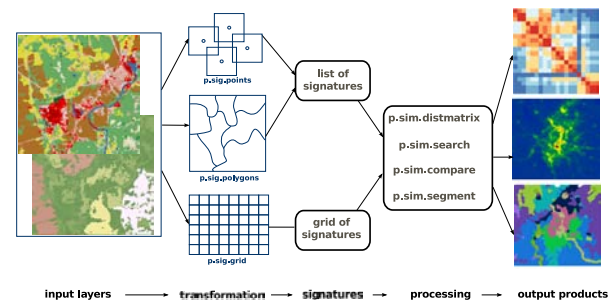 p.sig.points
p.sig.polygons
p.sig.grid
list of
signatures
grid of
signatures
p.sim.distmatrix
p.sim.search
p.sim.compare
p.sim.segment
input layers
transformation
signatures
processing
output products